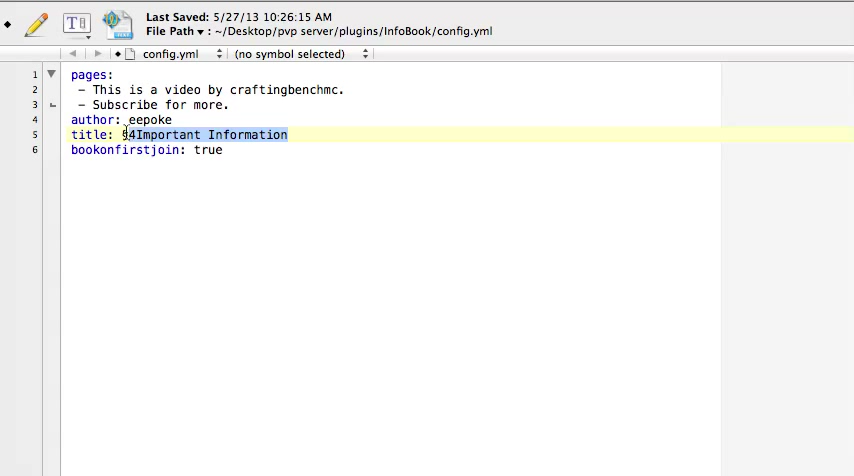 Last Saved: 5/27/13 10:26:15 AM
File Path ▾ : ~/Desktop/pvp server/plugins/InfoBook/config.yml
config.yml (no symbol selected)
1 pages:
2 - This is a video by craftingbenchmc.
3 - Subscribe for more.
4 author: eepoke
5 title: §4Important Information
6 bookonfirstjoin: true